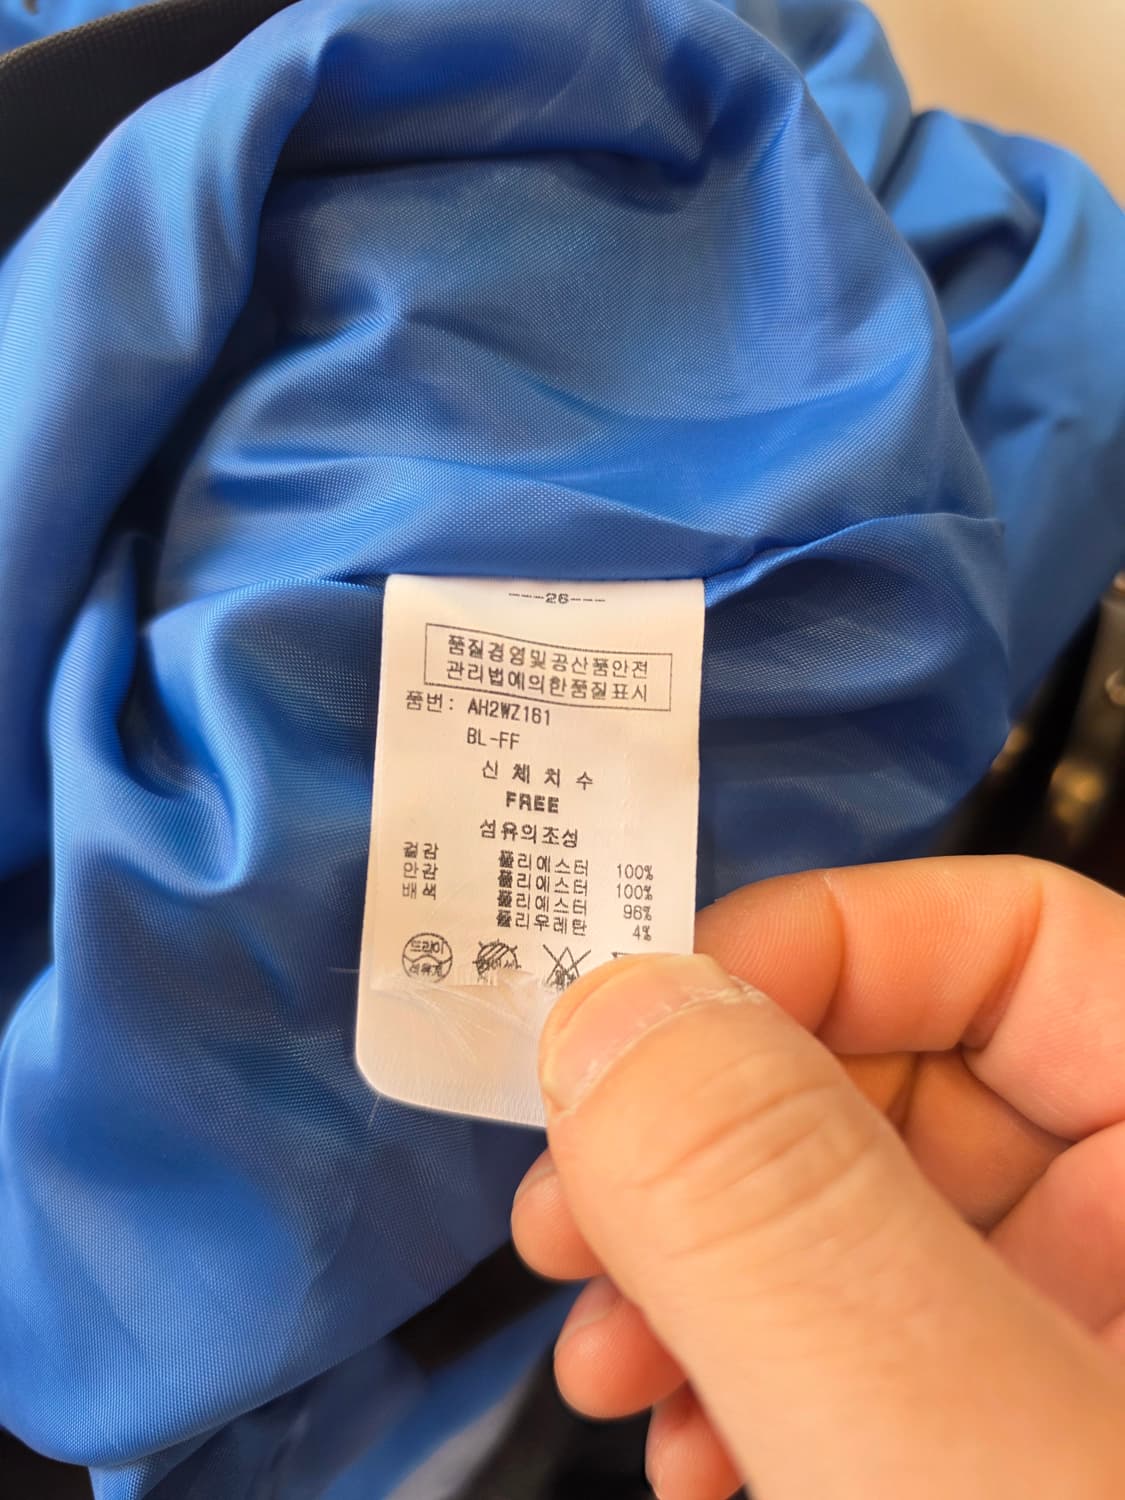 ----26----
품질경영및공산품안전
관리법에의한품질표시
품번: AH2WZ161
BL-FF
신 체 치 수
FREE
섬유의조성
겉감 폴리에스터 100%
안감 폴리에스터 100%
배색 폴리에스터 96%
폴리우레탄 4%
드라이
석유계